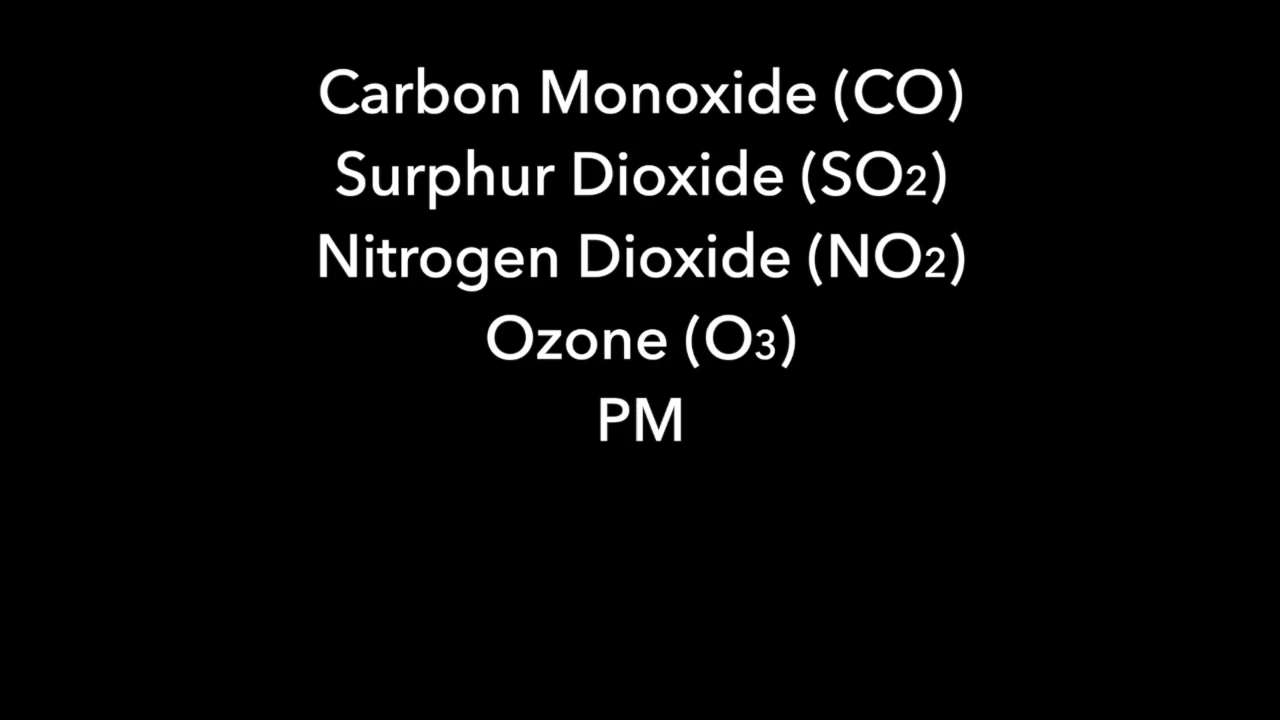 Carbon Monoxide (CO)
Surphur Dioxide (SO2)
Nitrogen Dioxide (NO2)
Ozone (O3)
PM